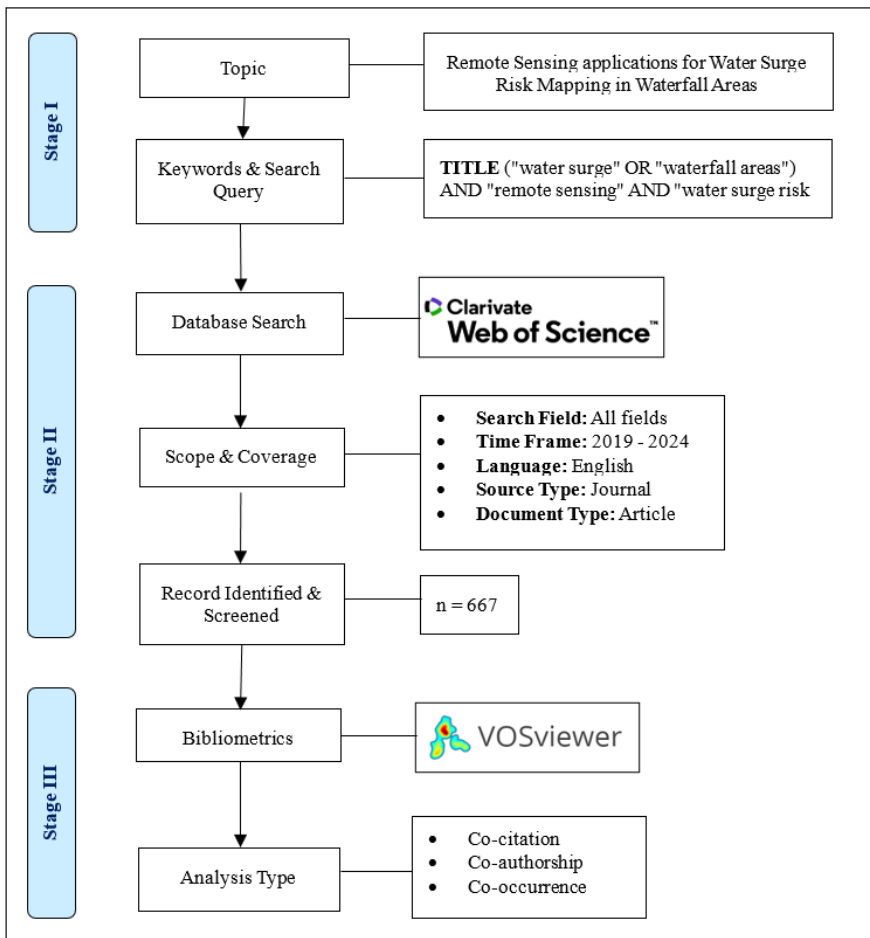 Stage I
Topic
Remote Sensing applications for Water Surge
Risk Mapping in Waterfall Areas
Keywords & Search
Query
TITLE ("water surge" OR "waterfall areas")
AND "remote sensing" AND "water surge risk
Stage II
Database Search
Clarivate
Web of Science™
Scope & Coverage
• Search Field: All fields
• Time Frame: 2019 - 2024
• Language: English
• Source Type: Journal
• Document Type: Article
Record Identified &
Screened
n = 667
Stage III
Bibliometrics
VOSviewer
Analysis Type
• Co-citation
• Co-authorship
• Co-occurrence